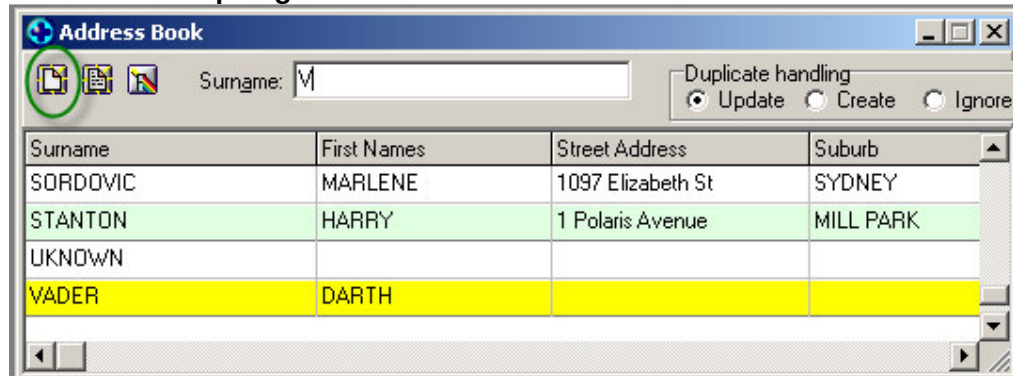 Address Book
Surname: V
Duplicate handling
Update Create Ignore
Surname First Names Street Address Suburb
SORDOVIC MARLENE 1097 Elizabeth St SYDNEY
STANTON HARRY 1 Polaris Avenue MILL PARK
UKNOWN
VADER DARTH